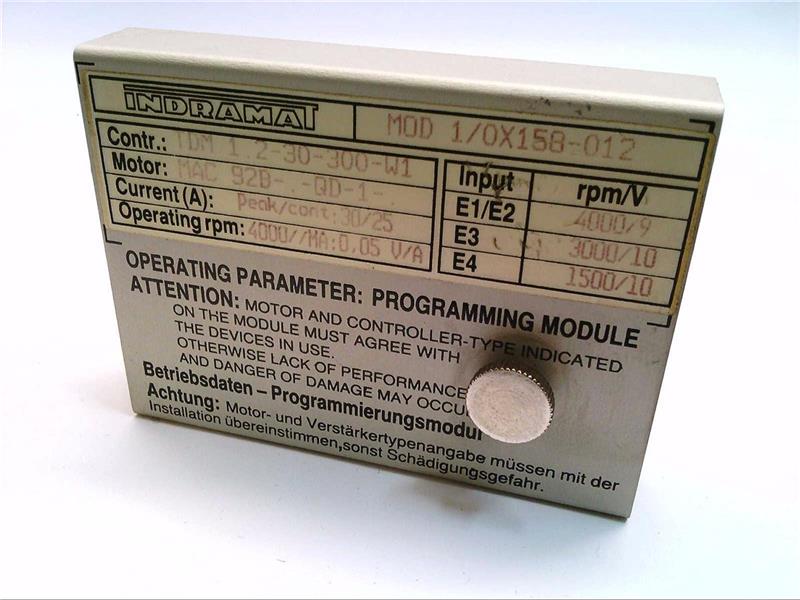 INDRAMAT
MOD 1/0X158-012
Contr.: TDM 1.2-30-300-W1
Motor: MAC 92B-.-QD-1-.
Current (A): Peak/cont:30/25
Operating rpm: 4000//MA:0,05 V/A
Input rpm/V
E1/E2 4000/9
E3 3000/10
E4 1500/10
OPERATING PARAMETER: PROGRAMMING MODULE
ATTENTION: MOTOR AND CONTROLLER-TYPE INDICATED
ON THE MODULE MUST AGREE WITH
THE DEVICES IN USE.
OTHERWISE LACK OF PERFORMANCE
AND DANGER OF DAMAGE MAY OCCU
Betriebsdaten – Programmierungsmodul
Achtung: Motor- und Verstärkertypenangabe müssen mit der
Installation übereinstimmen,sonst Schädigungsgefahr.